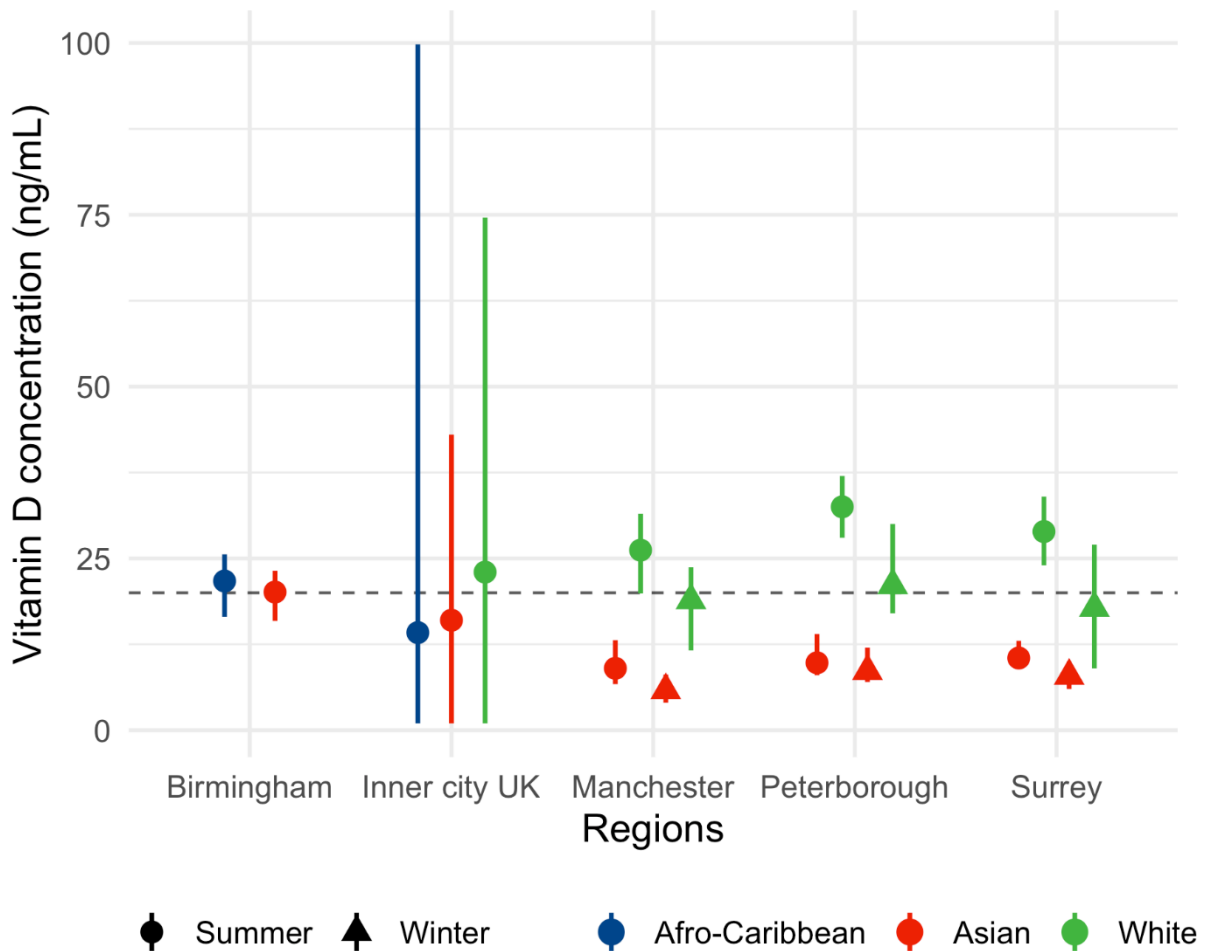 Vitamin D concentration (ng/mL)
100
75
50
25
0
Birmingham Inner city UK Manchester Peterborough Surrey
Regions
Summer Winter Afro-Caribbean Asian White